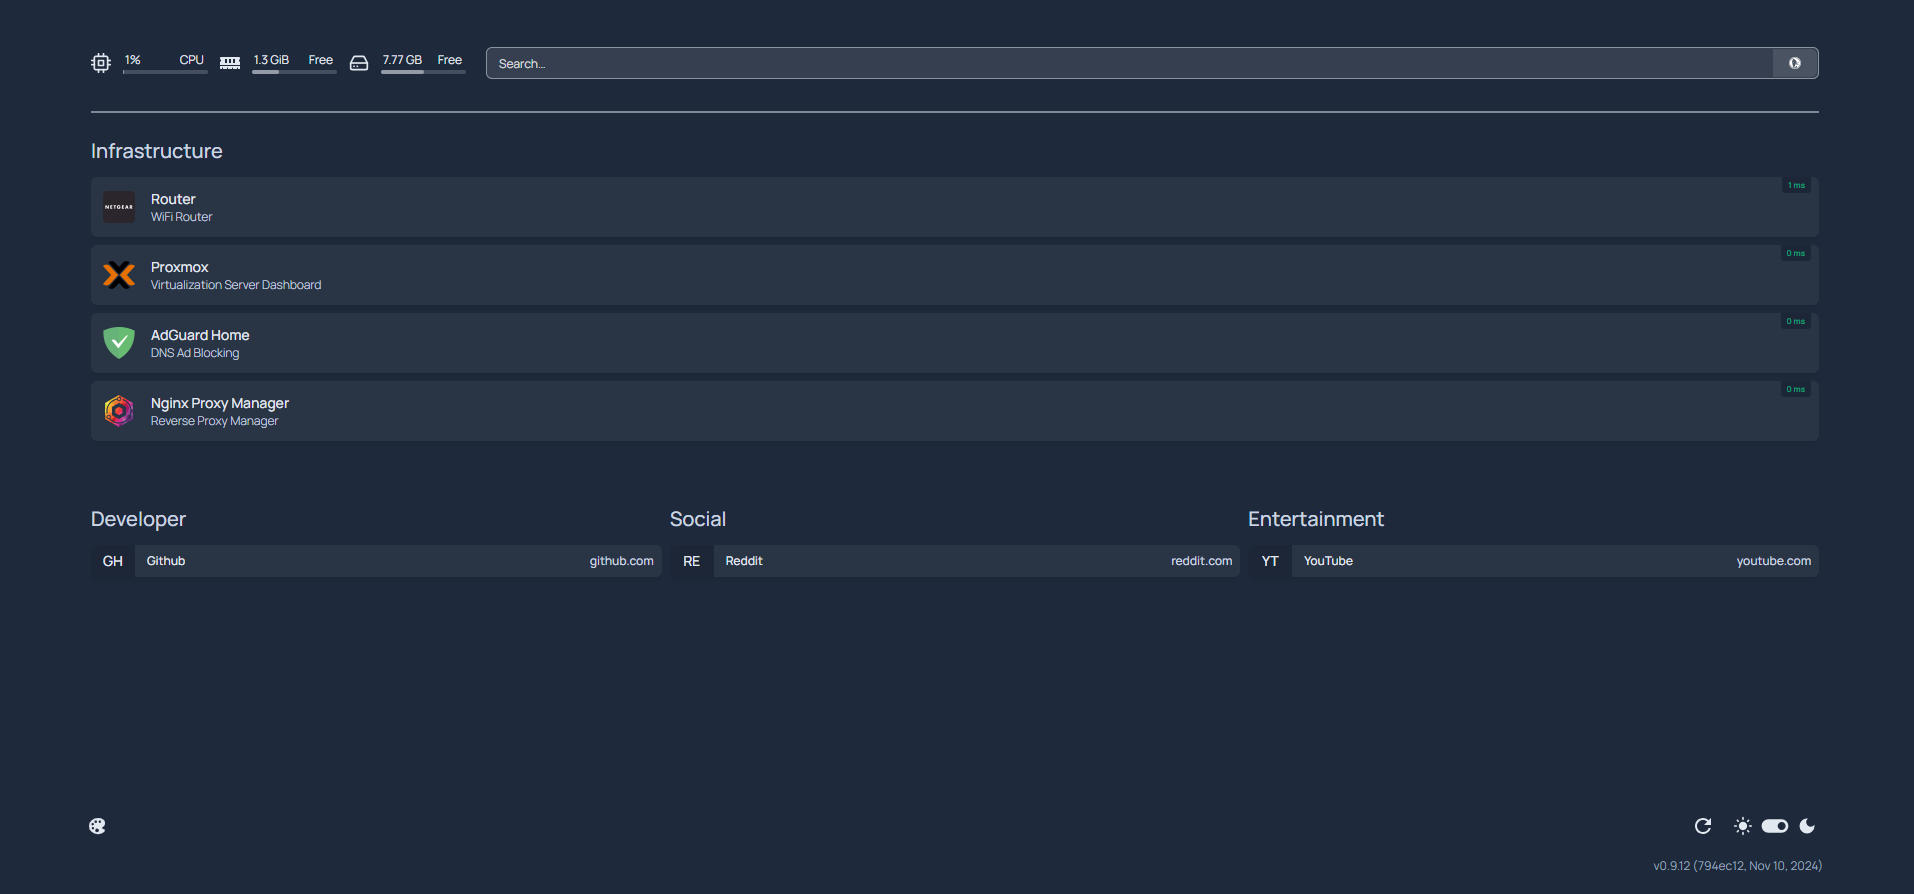 1% CPU 1.3 GiB Free 7.77 GB Free Search...
Infrastructure
1 ms
NETGEAR
Router
WiFi Router
0 ms
Proxmox
Virtualization Server Dashboard
0 ms
AdGuard Home
DNS Ad Blocking
0 ms
Nginx Proxy Manager
Reverse Proxy Manager
Developer
GH Github github.com
Social
RE Reddit reddit.com
Entertainment
YT YouTube youtube.com
v0.9.12 (794ec12, Nov 10, 2024)